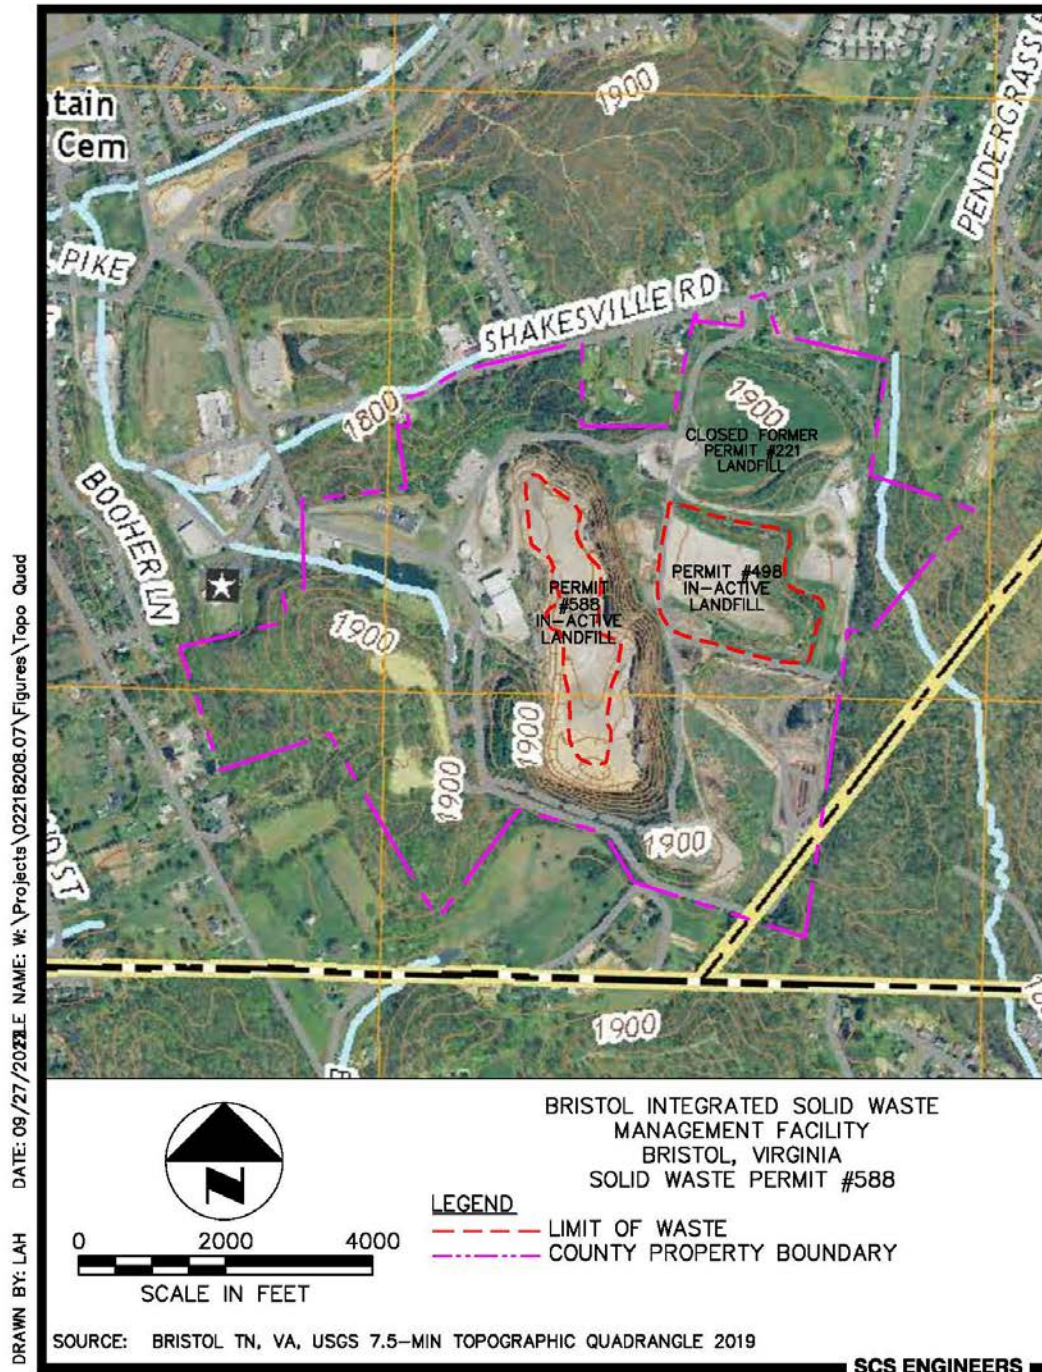 tain
Cem
1900
PENDERGRASS
PIKE
SHAKESVILLE RD
1800
1900
CLOSED FORMER
PERMIT #221
LANDFILL
BOOHER LN
PERMIT
#588
IN-ACTIVE
LANDFILL
PERMIT #498
IN-ACTIVE
LANDFILL
1900
1900
1900
1900
ST
1900
BRISTOL INTEGRATED SOLID WASTE
MANAGEMENT FACILITY
BRISTOL, VIRGINIA
SOLID WASTE PERMIT #588
LEGEND
LIMIT OF WASTE
COUNTY PROPERTY BOUNDARY
0 2000 4000
SCALE IN FEET
SOURCE: BRISTOL TN, VA, USGS 7.5-MIN TOPOGRAPHIC QUADRANGLE 2019
SCS ENGINEERS
DRAWN BY: LAH DATE: 09/27/ NAME: W:\Projects\02218208.07\Figures\Topo Quad